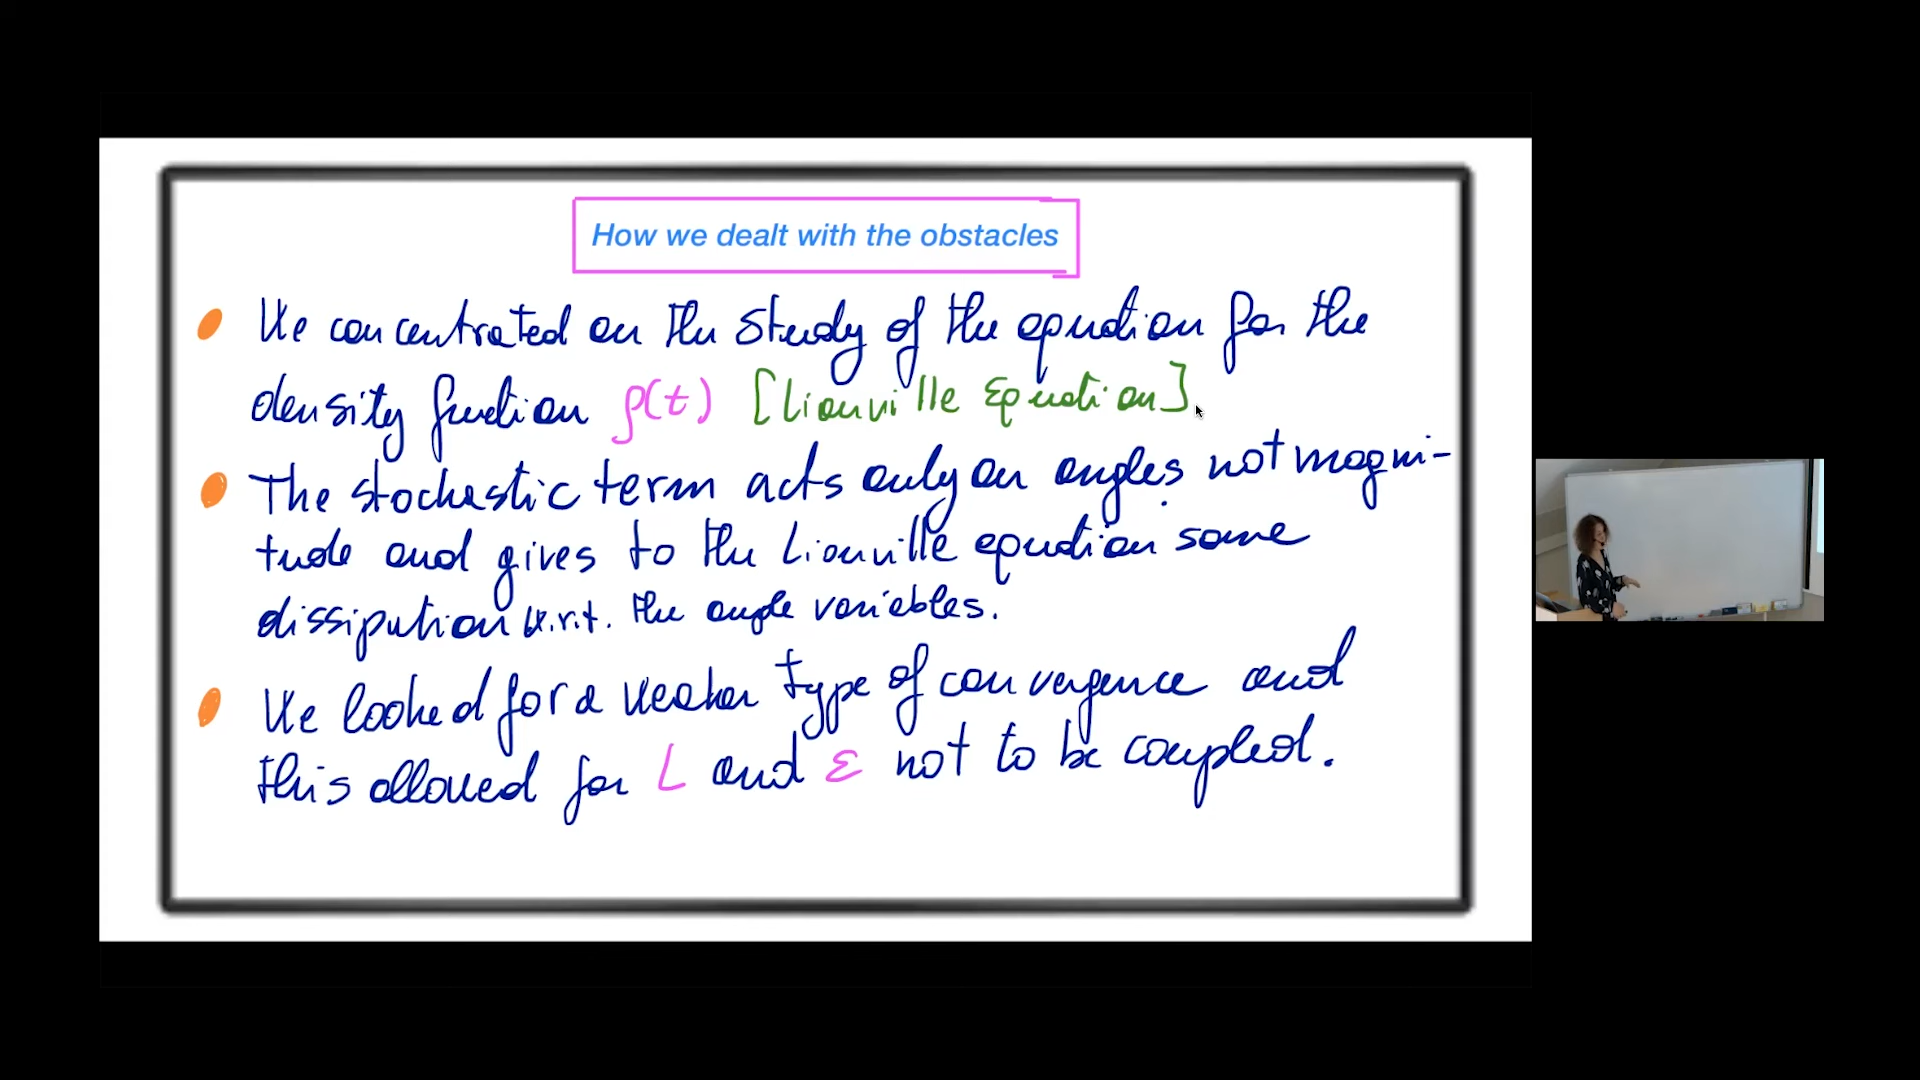 How we dealt with the obstacles
We concentrated on the study of the equation for the
density function ρ(t) [Liouville Equation].
The stochastic term acts only on angles not magni-
tude and gives to the Liouville equation some
dissipution w.r.t. the angle variables.
We looked for a weaker type of convergence and
this allowed for L and ε not to be coupled.